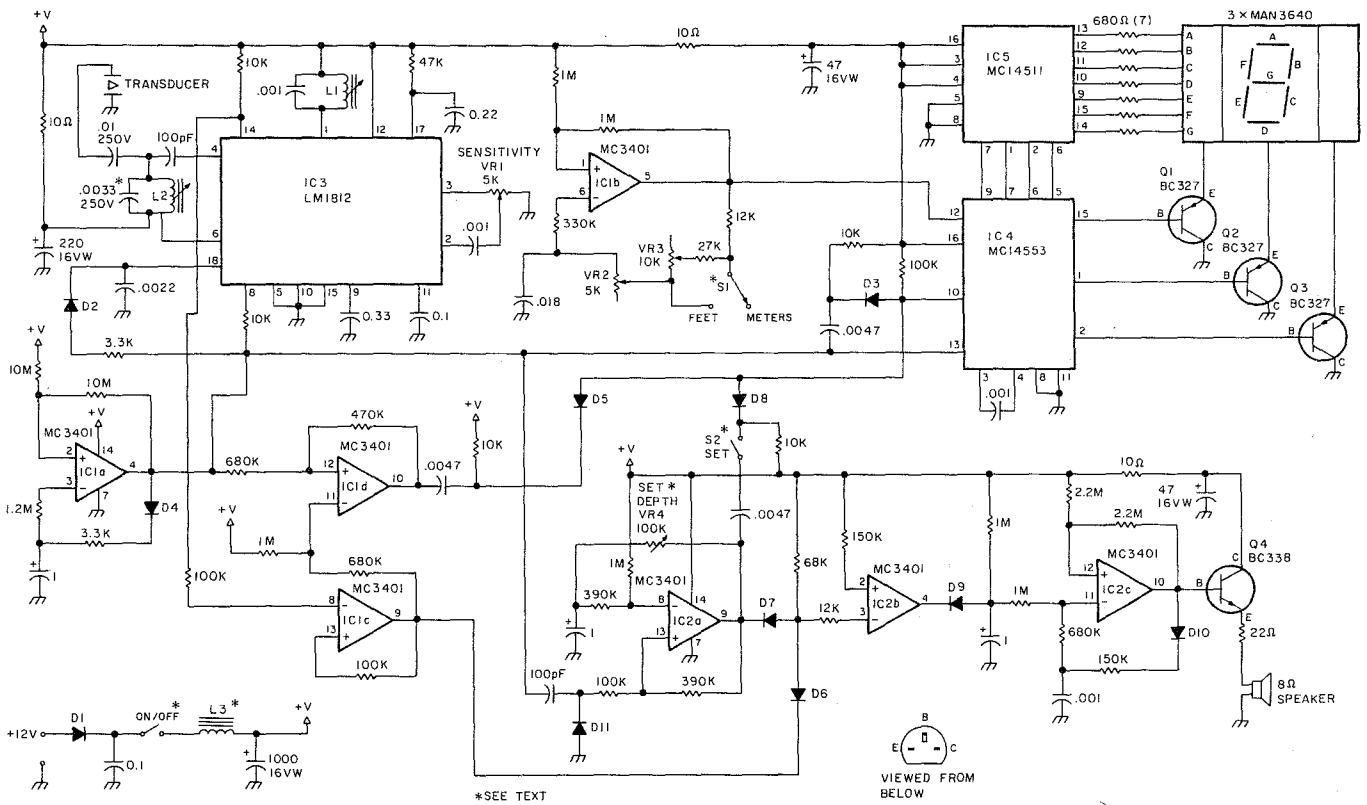 +V
10K
.001
L1
47K
0.22
TRANSDUCER
10Ω
.01
250V
100pF
4
14
1
12
17
.0033
250V
*
L2
IC3
LM1812
3
2
6
18
8
5
10
15
9
11
SENSITIVITY
VR1
5K
.001
220
16VW
D2
.0022
10K
0.33
0.1
3.3K
1M
1M
MC3401
1
6
IC1b
5
330K
12K
VR3
10K
27K
VR2
5K
*S1
.018
FEET
METERS
10Ω
47
16VW
16
3
4
5
8
IC5
MC14511
13
12
11
10
9
15
14
7
1
2
6
680Ω (7)
A
B
C
D
E
F
G
3 × MAN3640
A
F
B
G
E
C
D
9
7
6
5
12
16
10
13
IC4
MC14553
15
1
2
3
4
8
11
.001
10K
100K
D3
.0047
Q1
BC327
B
E
C
Q2
BC327
B
E
C
Q3
BC327
B
E
C
+V
10M
10M
+V
MC3401
2
3
IC1a
14
4
7
D4
3.3K
1
680K
470K
MC3401
12
11
IC1d
10
.0047
+V
10K
D5
+V
1M
680K
100K
MC3401
8
13
IC1c
9
100K
D8
S2*
SET
10K
+V
SET *
DEPTH
VR4
100K
.0047
1M
390K
1
MC3401
8
13
IC2a
14
9
7
100pF
100K
390K
D11
D7
68K
12K
D6
150K
MC3401
2
3
IC2b
4
D9
1M
1
1M
2.2M
2.2M
10Ω
47
16VW
MC3401
12
11
IC2c
10
680K
150K
D10
.001
Q4
BC338
B
C
E
22Ω
8Ω
SPEAKER
+12V
D1
ON/OFF *
L3*
+V
0.1
1000
16VW
*SEE TEXT
B
E
C
VIEWED FROM
BELOW